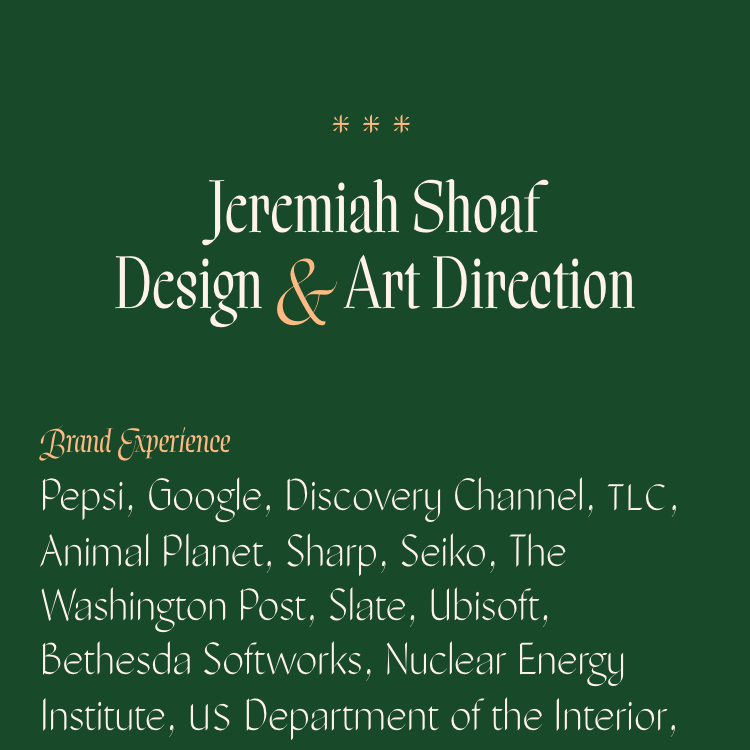 * * *
Jeremiah Shoaf
Design & Art Direction
Brand Experience
Pepsi, Google, Discovery Channel, TLC,
Animal Planet, Sharp, Seiko, The
Washington Post, Slate, Ubisoft,
Bethesda Softworks, Nuclear Energy
Institute, US Department of the Interior,